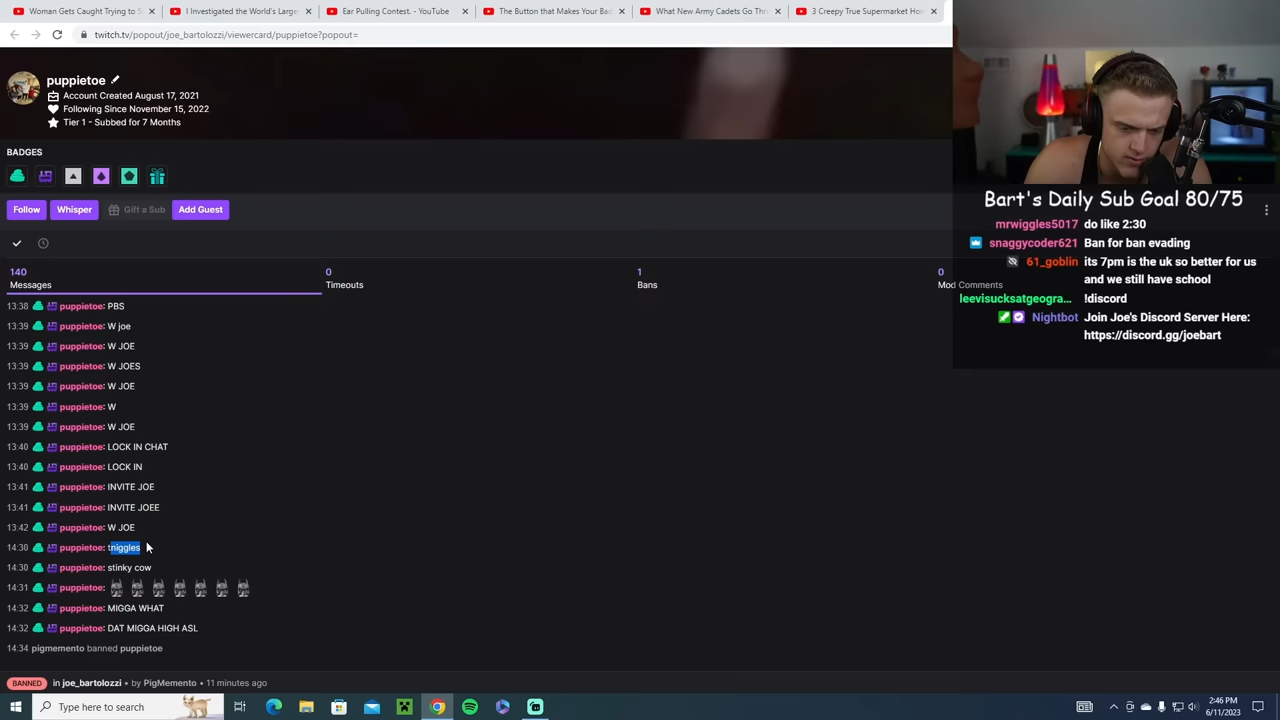 Woman Gets Caught Trying to S
I Investigated the World's Large
Ear Pulling Contest. - YouTube
The Button that Makes Your Bad
What New Army Cadets Go Thr
3 Creepy True Supermarket Hor
twitch.tv/popout/joe_bartolozzi/viewercard/puppietoe?popout=
puppietoe
Account Created August 17, 2021
Following Since November 15, 2022
Tier 1 - Subbed for 7 Months
BADGES
Follow Whisper Gift a Sub Add Guest
140 0 1 0
Messages Timeouts Bans Mod Comments
13:38 puppietoe: PBS
13:39 puppietoe: W joe
13:39 puppietoe: W JOE
13:39 puppietoe: W JOES
13:39 puppietoe: W JOE
13:39 puppietoe: W
13:39 puppietoe: W JOE
13:40 puppietoe: LOCK IN CHAT
13:40 puppietoe: LOCK IN
13:41 puppietoe: INVITE JOE
13:41 puppietoe: INVITE JOEE
13:42 puppietoe: W JOE
14:30 puppietoe: tniggles
14:30 puppietoe: stinky cow
14:31 puppietoe:
14:32 puppietoe: MIGGA WHAT
14:32 puppietoe: DAT MIGGA HIGH ASL
14:34 pigmemento banned puppietoe
BANNED in joe_bartolozzi • by PigMemento • 11 minutes ago
Bart's Daily Sub Goal 80/75
mrwiggles5017 do like 2:30
snaggycoder621 Ban for ban evading
61_goblin its 7pm is the uk so better for us
and we still have school
leevisucksatgeogra... !discord
Nightbot Join Joe's Discord Server Here:
https://discord.gg/joebart
Type here to search
2:46 PM
6/11/2023